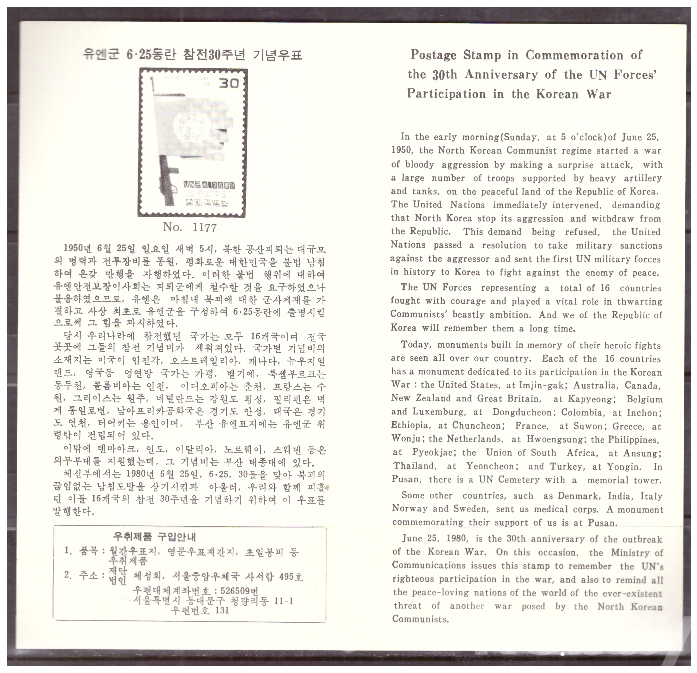 유엔군 6·25동란 참전30주년 기념우표
30
No. 1177
1950년 6월 25일 일요일 새벽 5시, 북한 공산괴뢰는 대규모
의 병력과 전투장비를 동원, 평화로운 대한민국을 불법 남침
하여 온갖 만행을 자행하였다. 이러한 불법 행위에 대하여
유엔안전보장이사회는 괴뢰군에게 철수할 것을 요구하였으나
불응하였으므로, 유엔은 마침내 북괴에 대한 군사제재를 가
결하고 사상 최초로 유엔군을 구성하여 6·25동란에 출병시킴
으로써 그 힘을 과시하였다.
당시 우리나라에 참전했던 국가는 모두 16개국이며 전국
곳곳에 그들의 참전 기념비가 세워져있다. 국가별 기념비의
소재지는 미국이 임진각, 오스트레일리아, 캐나다, 뉴우지일
랜드, 영국등 영연방 국가는 가평, 벨기에, 룩셈부르크는
동두천, 콜롬비아는 인천, 이디오피아는 춘천, 프랑스는 수
원, 그리이스는 원주, 네덜란드는 강원도 횡성, 필리핀은 벽
제 통일로변, 남아프리카공화국은 경기도 안성, 태국은 경기
도 연천, 터어키는 용인이며, 부산 유엔묘지에는 유엔군 위
령탑이 건립되어 있다.
이밖에 덴마아크, 인도, 이탈리아, 노르웨이, 스웨덴 등은
의무부대를 지원했는데, 그 기념비는 부산 태종대에 있다.
체신부에서는 1980년 6월 25일, 6·25, 30돌을 맞아 북괴의
끊임없는 남침도발을 상기시킴과 아울러, 우리와 함께 피흘
린 이들 16개국의 참전 30주년을 기념하기 위하여 이 우표를
발행한다.
우취제품 구입안내
1. 품목: 월간우표지, 영문우표계간지, 초일봉피 등
우취제품
2. 주소: 재단법인 체성회, 서울중앙우체국 사서함 495호
우편대체계좌번호: 526509번
서울특별시 동대문구 청량리동 11-1
우편번호 131
Postage Stamp in Commemoration of
the 30th Anniversary of the UN Forces'
Participation in the Korean War
In the early morning(Sunday, at 5 o'clock)of June 25,
1950, the North Korean Communist regime started a war
of bloody aggression by making a surprise attack, with
a large number of troops supported by heavy artillery
and tanks, on the peaceful land of the Republic of Korea.
The United Nations immediately intervened, demanding
that North Korea stop its aggression and withdraw from
the Republic. This demand being refused, the United
Nations passed a resolution to take military sanctions
against the aggressor and sent the first UN military forces
in history to Korea to fight against the enemy of peace.
The UN Forces representing a total of 16 countries
fought with courage and played a vital role in thwarting
Communists' beastly ambition. And we of the Republic of
Korea will remember them a long time.
Today, monuments built in memory of their heroic fights
are seen all over our country. Each of the 16 countries
has a monument dedicated to its participation in the Korean
War : the United States, at Imjin-gak; Australia, Canada,
New Zealand and Great Britain, at Kapyeong; Belgium
and Luxemburg, at Dongducheon; Colombia, at Inchon;
Ethiopia, at Chuncheon; France, at Suwon; Greece, at
Wonju; the Netherlands, at Hwoengsung; the Philippines,
at Pyeokjae; the Union of South Africa, at Ansung;
Thailand, at Yeoncheon; and Turkey, at Yongin. In
Pusan, there is a UN Cemetery with a memorial tower.
Some other countries, such as Denmark, India, Italy
Norway and Sweden, sent us medical corps. A monument
commemorating their support of us is at Pusan.
June 25, 1980, is the 30th anniversary of the outbreak
of the Korean War. On this occasion, the Ministry of
Communications issues this stamp to remember the UN's
righteous participation in the war, and also to remind all
the peace-loving nations of the world of the ever-existent
threat of another war posed by the North Korean
Communists.